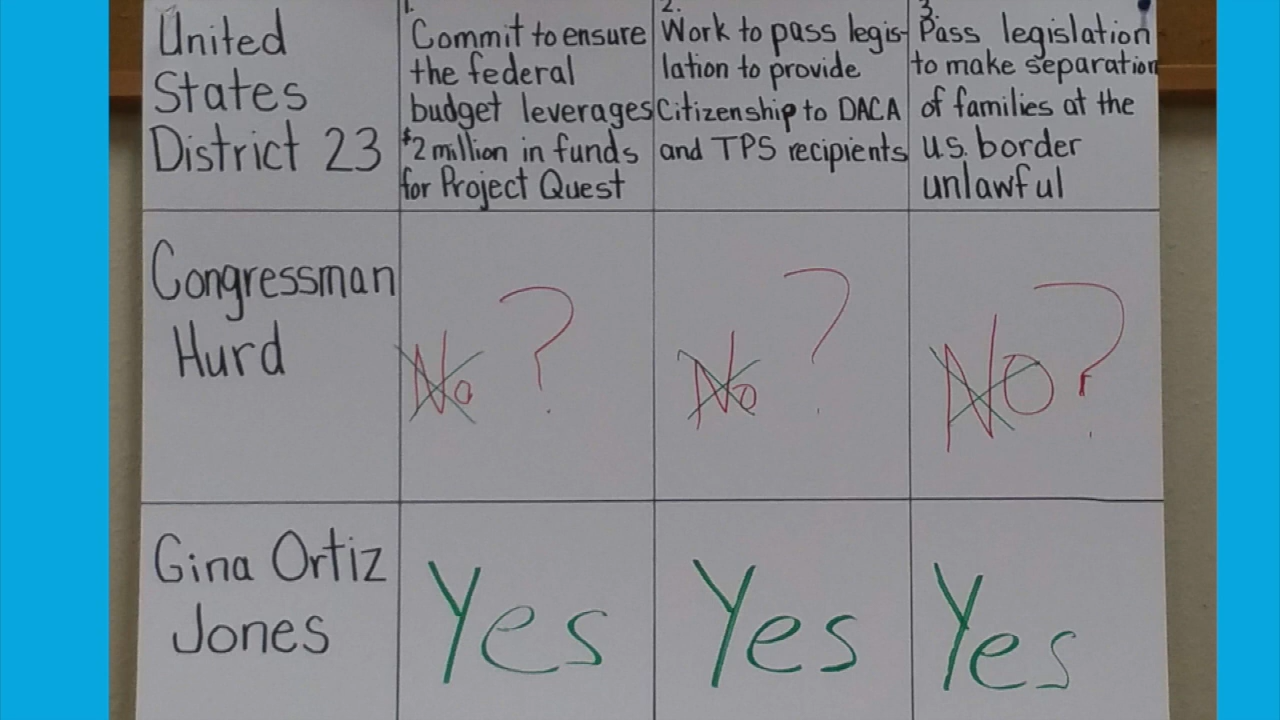 United
States
District 23
1.
Commit to ensure
the federal
budget leverages
$2 million in funds
for Project Quest
2.
Work to pass legis-
lation to provide
Citizenship to DACA
and TPS recipients
3.
Pass legislation
to make separation
of families at the
U.S. border
unlawful
Congressman
Hurd
No ?
No ?
No ?
Gina Ortiz
Jones
Yes
Yes
Yes